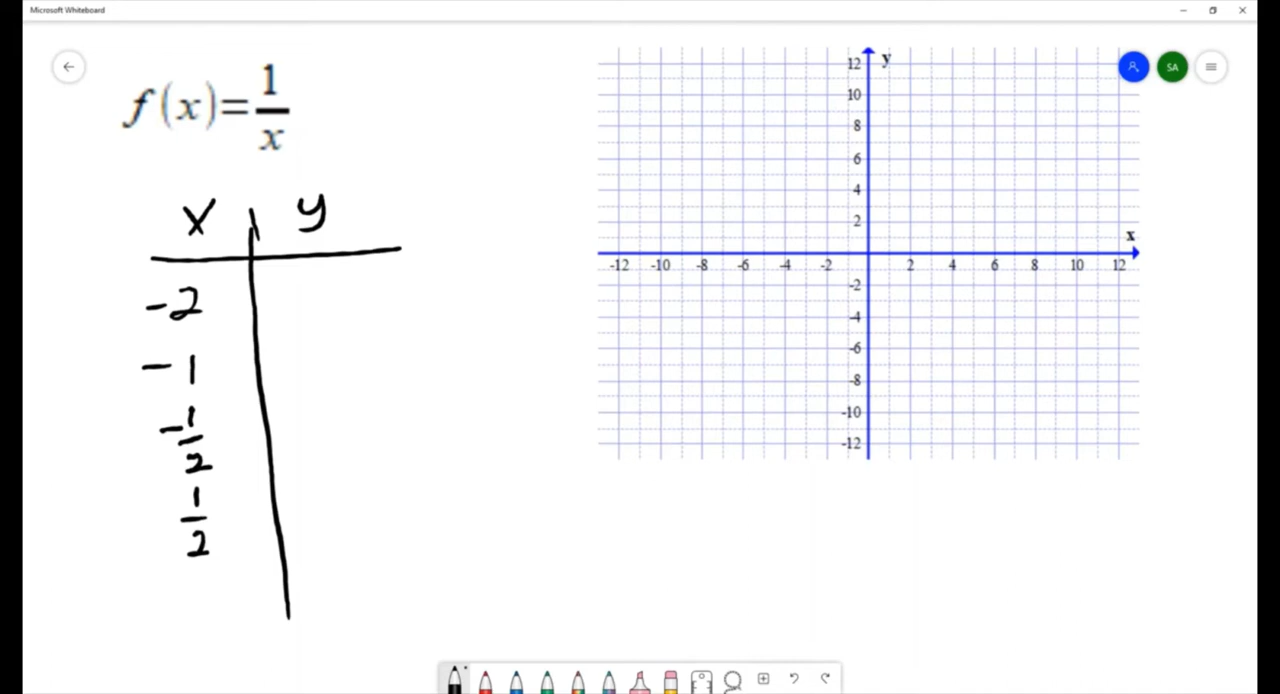 Microsoft Whiteboard
f(x)=1/x
x y
-2
-1
-1/2
1/2
y
12
10
8
6
4
2
x
-12 -10 -8 -6 -4 -2 2 4 6 8 10 12
-2
-4
-6
-8
-10
-12
SA